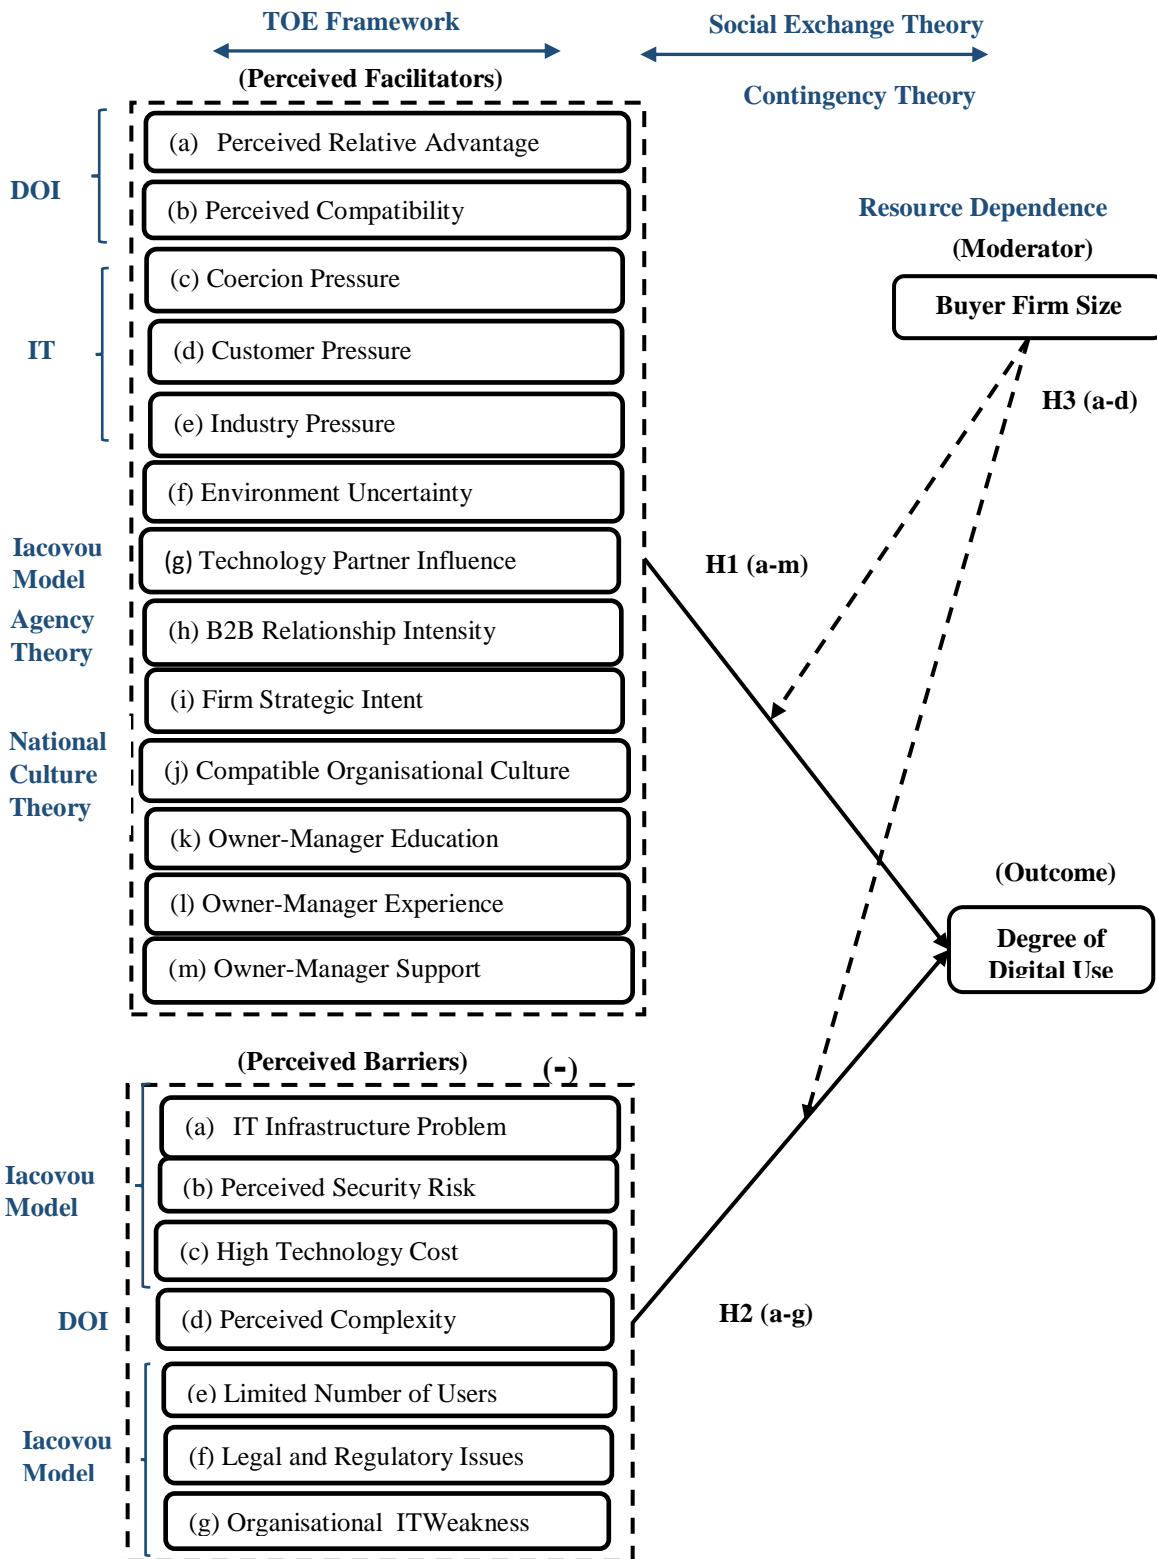 TOE Framework
Social Exchange Theory
(Perceived Facilitators)
Contingency Theory
DOI
(a) Perceived Relative Advantage
(b) Perceived Compatibility
Resource Dependence
(Moderator)
Buyer Firm Size
IT
(c) Coercion Pressure
(d) Customer Pressure
(e) Industry Pressure
H3 (a-d)
(f) Environment Uncertainty
Iacovou
Model
(g) Technology Partner Influence
H1 (a-m)
Agency
Theory
(h) B2B Relationship Intensity
(i) Firm Strategic Intent
National
Culture
Theory
(j) Compatible Organisational Culture
(k) Owner-Manager Education
(l) Owner-Manager Experience
(m) Owner-Manager Support
(Outcome)
Degree of
Digital Use
(Perceived Barriers)
(-)
Iacovou
Model
(a) IT Infrastructure Problem
(b) Perceived Security Risk
(c) High Technology Cost
DOI
(d) Perceived Complexity
H2 (a-g)
Iacovou
Model
(e) Limited Number of Users
(f) Legal and Regulatory Issues
(g) Organisational ITWeakness